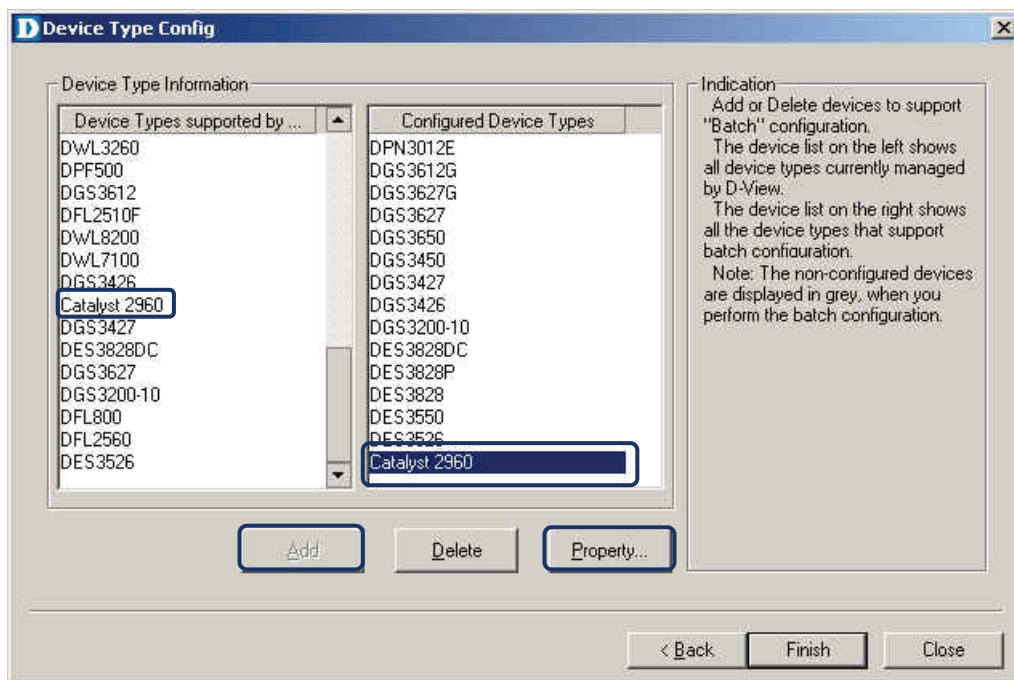 D Device Type Config
Device Type Information
Device Types supported by ...
DWL3260
DPF500
DGS3612
DFL2510F
DWL8200
DWL7100
DGS3426
Catalyst 2960
DGS3427
DES3828DC
DGS3627
DGS3200-10
DFL800
DFL2560
DES3526
Configured Device Types
DPN3012E
DGS3612G
DGS3627G
DGS3627
DGS3650
DGS3450
DGS3427
DGS3426
DGS3200-10
DES3828DC
DES3828P
DES3828
DES3550
DES3526
Catalyst 2960
Indication
Add or Delete devices to support
"Batch" configuration.
The device list on the left shows
all device types currently managed
by D-View.
The device list on the right shows
all the device types that support
batch configuration.
Note: The non-configured devices
are displayed in grey, when you
perform the batch configuration.
Add
Delete
Property...
< Back
Finish
Close